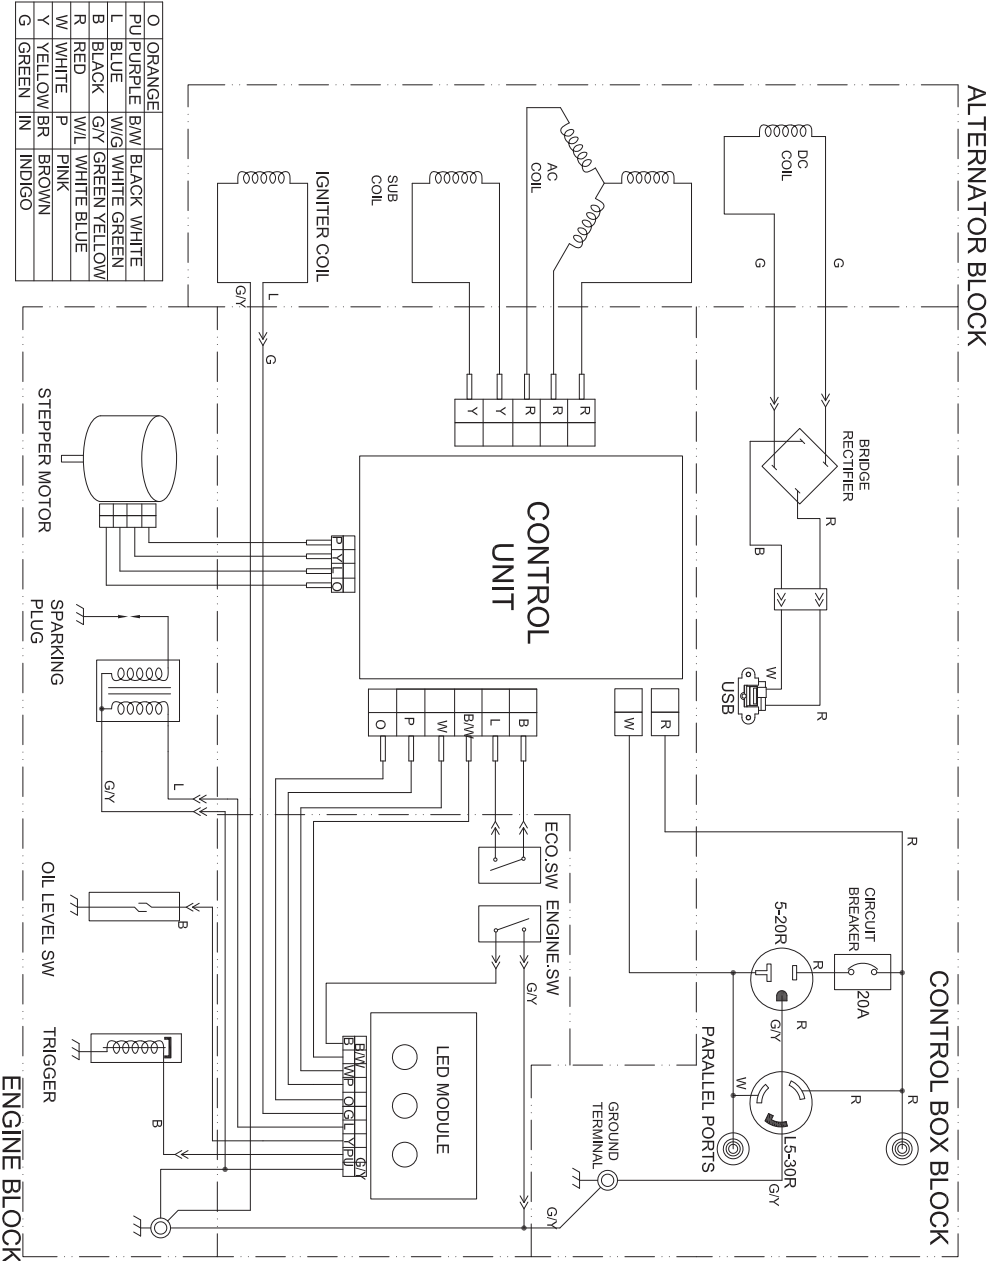 ALTERNATOR BLOCK
DC
COIL
G
G
BRIDGE
RECTIFIER
R
B
W
R
USB
AC
COIL
SUB
COIL
IGNITER COIL
L
G/Y
G
R
R
R
Y
Y
CONTROL
UNIT
P
Y
L
O
R
W
B
L
B/W
W
P
O
O ORANGE
PU PURPLE B/W BLACK WHITE
L BLUE W/G WHITE GREEN
B BLACK G/Y GREEN YELLOW
R RED W/L WHITE BLUE
W WHITE P PINK
Y YELLOW BR BROWN
G GREEN IN INDIGO
STEPPER MOTOR
SPARKING
PLUG
L
G/Y
OIL LEVEL SW
B
TRIGGER
B
ENGINE BLOCK
ECO.SW
ENGINE.SW
G/Y
LED MODULE
B
B/W
W
P
O
G
L
Y
PU
G/Y
CONTROL BOX BLOCK
R
CIRCUIT
BREAKER
20A
5-20R
R
R
G/Y
R
R
W
L5-30R
G/Y
PARALLEL PORTS
GROUND
TERMINAL
G/Y